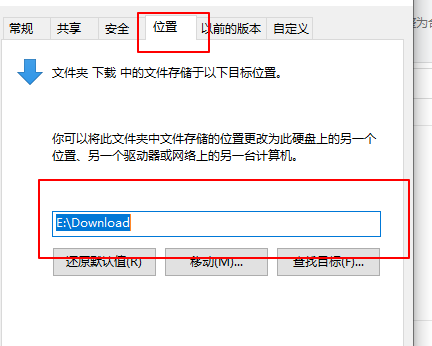 常规 共享 安全 位置 以前的版本 自定义
文件夹 下载 中的文件存储于以下目标位置。
你可以将此文件夹中文件存储的位置更改为此硬盘上的另一个
位置、另一个驱动器或网络上的另一台计算机。
E:\Download
还原默认值(R) 移动(M)... 查找目标(F)...